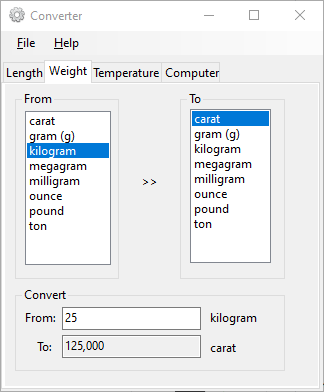 Converter
File Help
Length Weight Temperature Computer
From
carat
gram (g)
kilogram
megagram
milligram
ounce
pound
ton
>>
To
carat
gram (g)
kilogram
megagram
milligram
ounce
pound
ton
Convert
From: 25 kilogram
To: 125,000 carat